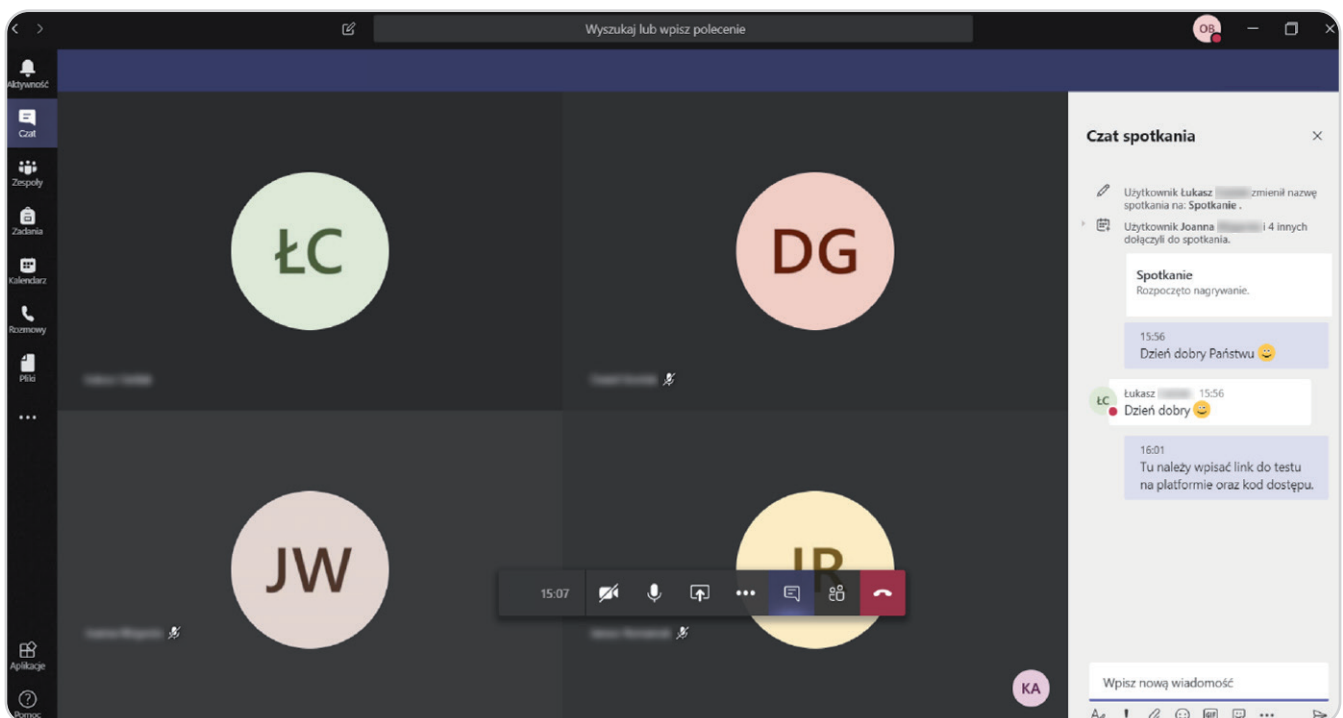 Wyszukaj lub wpisz polecenie
OB
Aktywność
Czat
Zespoły
Zadania
Kalendarz
Rozmowy
Pliki
Aplikacje
Pomoc
ŁC
DG
JW
JR
15:07
KA
Czat spotkania
Użytkownik Łukasz zmienił nazwę
spotkania na: Spotkanie .
Użytkownik Joanna i 4 innych
dołączyli do spotkania.
Spotkanie
Rozpoczęto nagrywanie.
15:56
Dzień dobry Państwu
ŁC
Łukasz 15:56
Dzień dobry
16:01
Tu należy wpisać link do testu
na platformie oraz kod dostępu.
Wpisz nową wiadomość
GIF